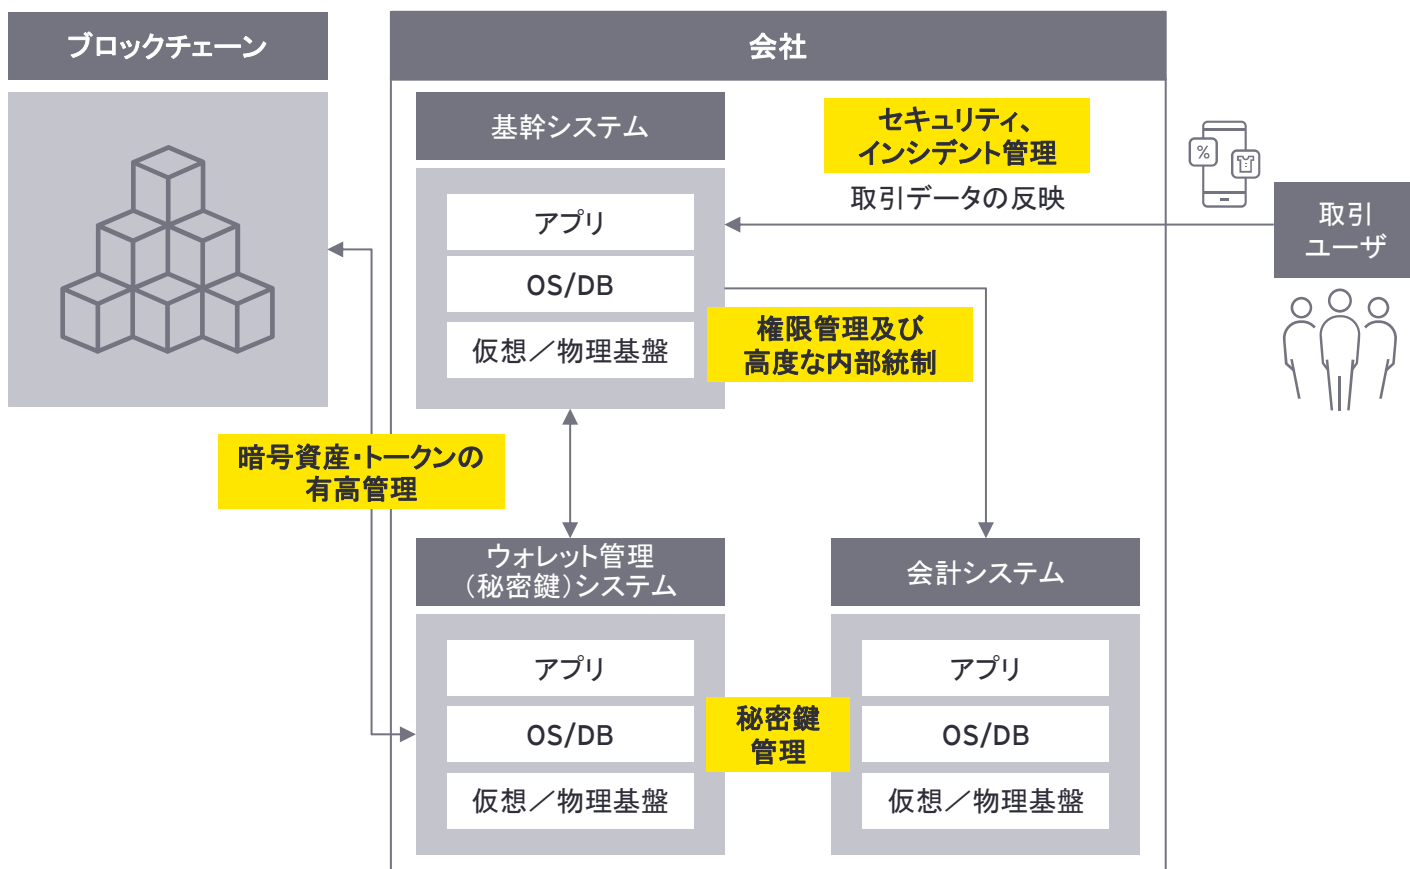 ブロックチェーン
会社
基幹システム
アプリ
OS/DB
仮想／物理基盤
セキュリティ、
インシデント管理
取引データの反映
%
取引
ユーザ
権限管理及び
高度な内部統制
暗号資産・トークンの
有高管理
ウォレット管理
（秘密鍵）システム
アプリ
OS/DB
仮想／物理基盤
秘密鍵
管理
会計システム
アプリ
OS/DB
仮想／物理基盤